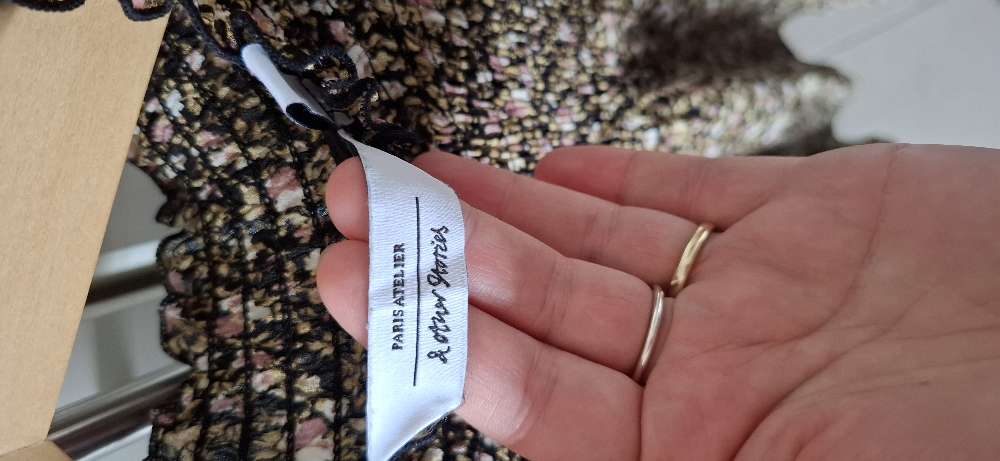 PARIS ATELIER
& other Stories